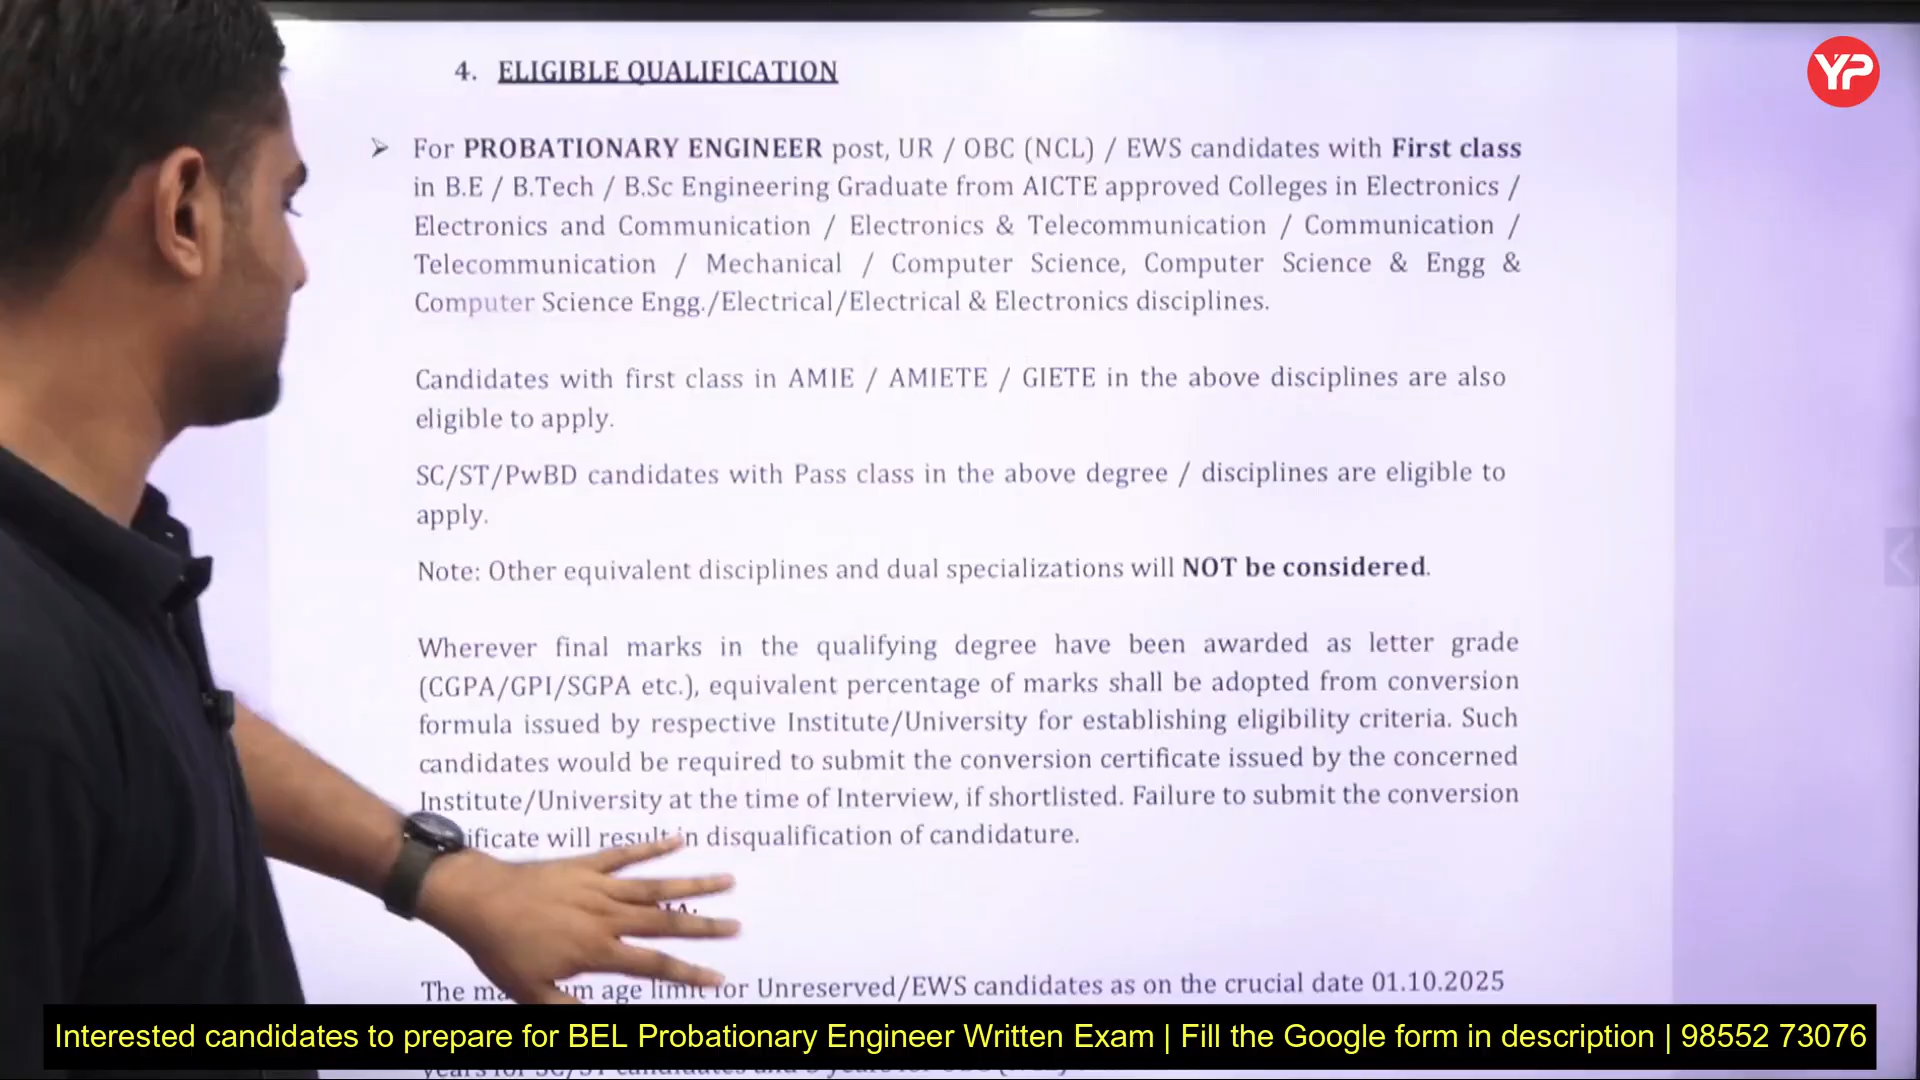 YP
4. ELIGIBLE QUALIFICATION
➢ For PROBATIONARY ENGINEER post, UR / OBC (NCL) / EWS candidates with First class
in B.E / B.Tech / B.Sc Engineering Graduate from AICTE approved Colleges in Electronics /
Electronics and Communication / Electronics & Telecommunication / Communication /
Telecommunication / Mechanical / Computer Science, Computer Science & Engg &
Computer Science Engg./Electrical/Electrical & Electronics disciplines.
Candidates with first class in AMIE / AMIETE / GIETE in the above disciplines are also
eligible to apply.
SC/ST/PwBD candidates with Pass class in the above degree / disciplines are eligible to
apply.
Note: Other equivalent disciplines and dual specializations will NOT be considered.
Wherever final marks in the qualifying degree have been awarded as letter grade
(CGPA/GPI/SGPA etc.), equivalent percentage of marks shall be adopted from conversion
formula issued by respective Institute/University for establishing eligibility criteria. Such
candidates would be required to submit the conversion certificate issued by the concerned
Institute/University at the time of Interview, if shortlisted. Failure to submit the conversion
ificate will result in disqualification of candidature.
The ma um age limit for Unreserved/EWS candidates as on the crucial date 01.10.2025
Interested candidates to prepare for BEL Probationary Engineer Written Exam | Fill the Google form in description | 98552 73076